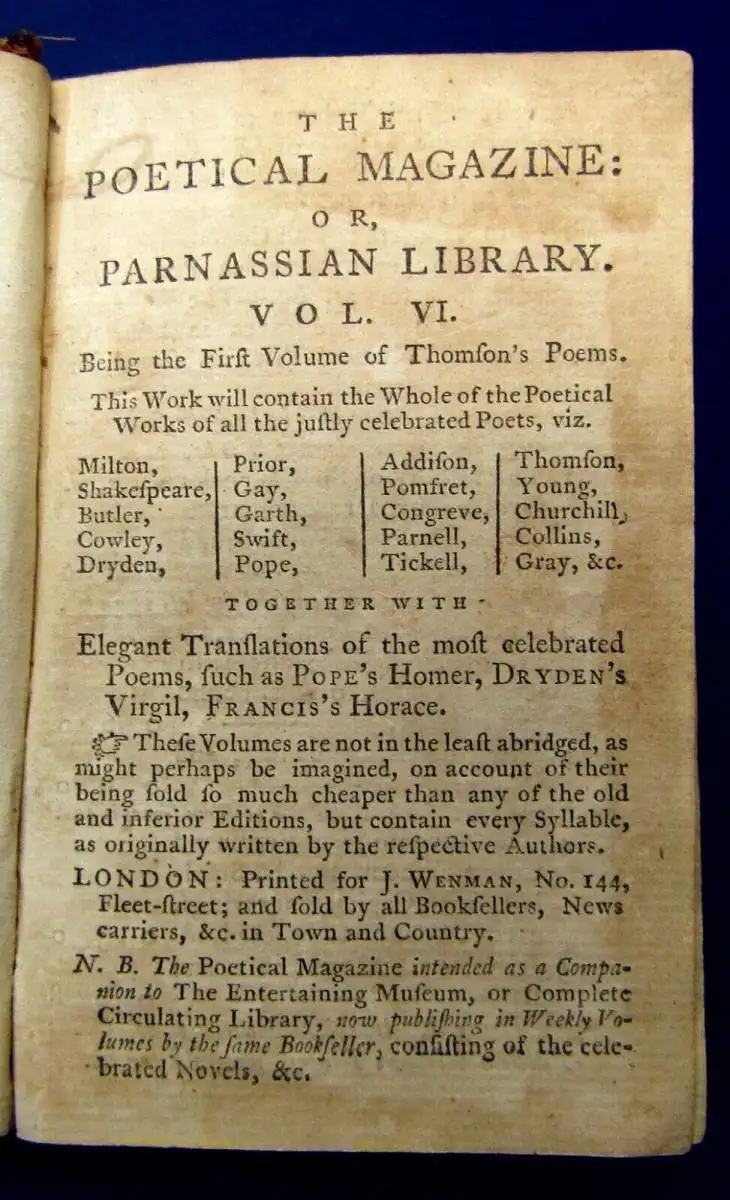 THE
POETICAL MAGAZINE:
OR,
PARNASSIAN LIBRARY.
VOL. VI.
Being the Firſt Volume of Thomſon's Poems.
This Work will contain the Whole of the Poetical
Works of all the juſtly celebrated Poets, viz.
Milton, | Prior, | Addiſon, | Thomſon,
Shakeſpeare, | Gay, | Pomfret, | Young,
Butler, | Garth, | Congreve, | Churchill,
Cowley, | Swift, | Parnell, | Collins,
Dryden, | Pope, | Tickell, | Gray, &c.
TOGETHER WITH
Elegant Tranſlations of the moſt celebrated
Poems, ſuch as POPE's Homer, DRYDEN's
Virgil, FRANCIS's Horace.
☞ Theſe Volumes are not in the leaſt abridged, as
might perhaps be imagined, on account of their
being ſold ſo much cheaper than any of the old
and inferior Editions, but contain every Syllable,
as originally written by the reſpective Authors.
LONDON: Printed for J. WENMAN, No. 144,
Fleet-ſtreet; and ſold by all Bookſellers, News
carriers, &c. in Town and Country.
N. B. The Poetical Magazine intended as a Compa-
nion to The Entertaining Muſeum, or Complete
Circulating Library, now publiſhing in Weekly Vo-
lumes by the ſame Bookſeller, conſiſting of the cele-
brated Novels, &c.